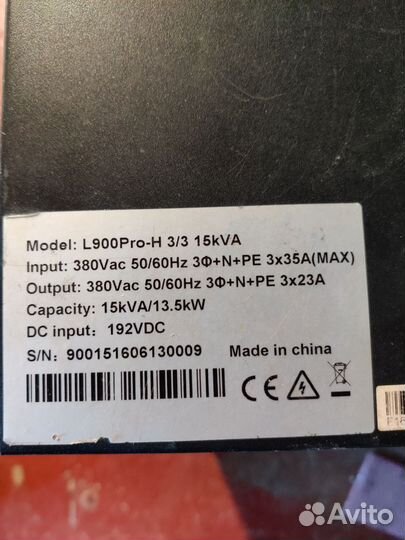 Model: L900Pro-H 3/3 15kVA
Input: 380Vac 50/60Hz 3Φ+N+PE 3x35A(MAX)
Output: 380Vac 50/60Hz 3Φ+N+PE 3x23A
Capacity: 15kVA/13.5kW
DC input: 192VDC
S/N: 900151606130009 Made in china
CE
Avito